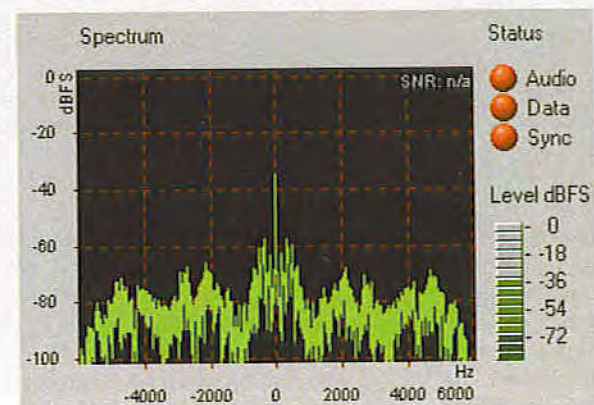 Spectrum
0
dBFS
SNR: n/a
-20
-40
-60
-80
-100
Hz
-4000 -2000 0 2000 4000 6000
Status
Audio
Data
Sync
Level dBFS
0
-18
-36
-54
-72